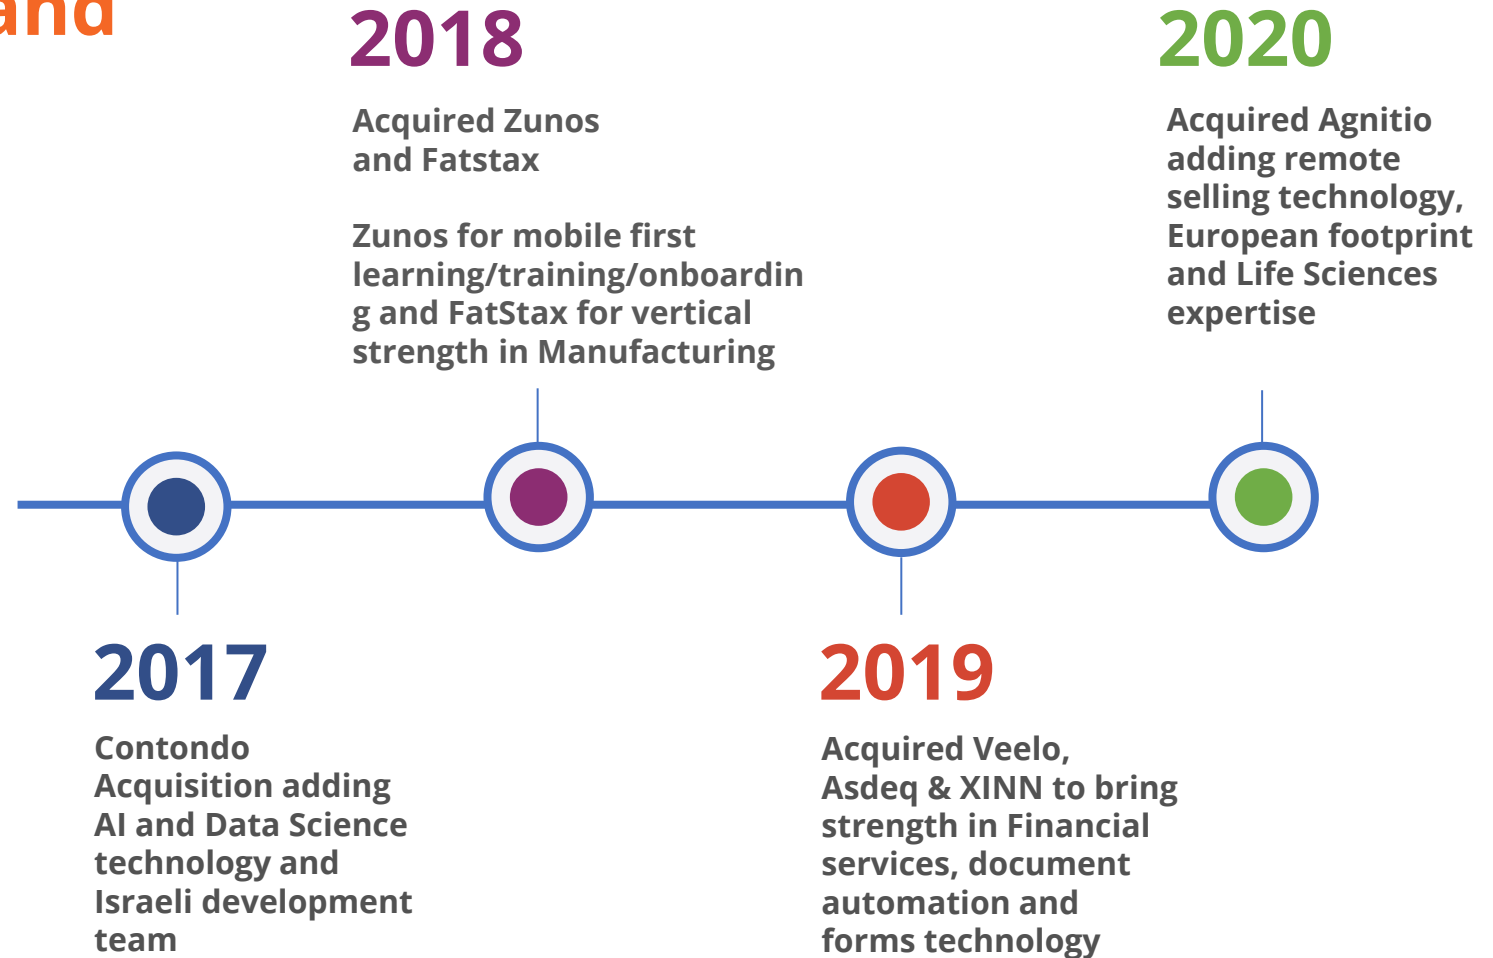 and
2018
Acquired Zunos
and Fatstax
Zunos for mobile first
learning/training/onboardin
g and FatStax for vertical
strength in Manufacturing
2020
Acquired Agnitio
adding remote
selling technology,
European footprint
and Life Sciences
expertise
2017
Contondo
Acquisition adding
AI and Data Science
technology and
Israeli development
team
2019
Acquired Veelo,
Asdeq & XINN to bring
strength in Financial
services, document
automation and
forms technology